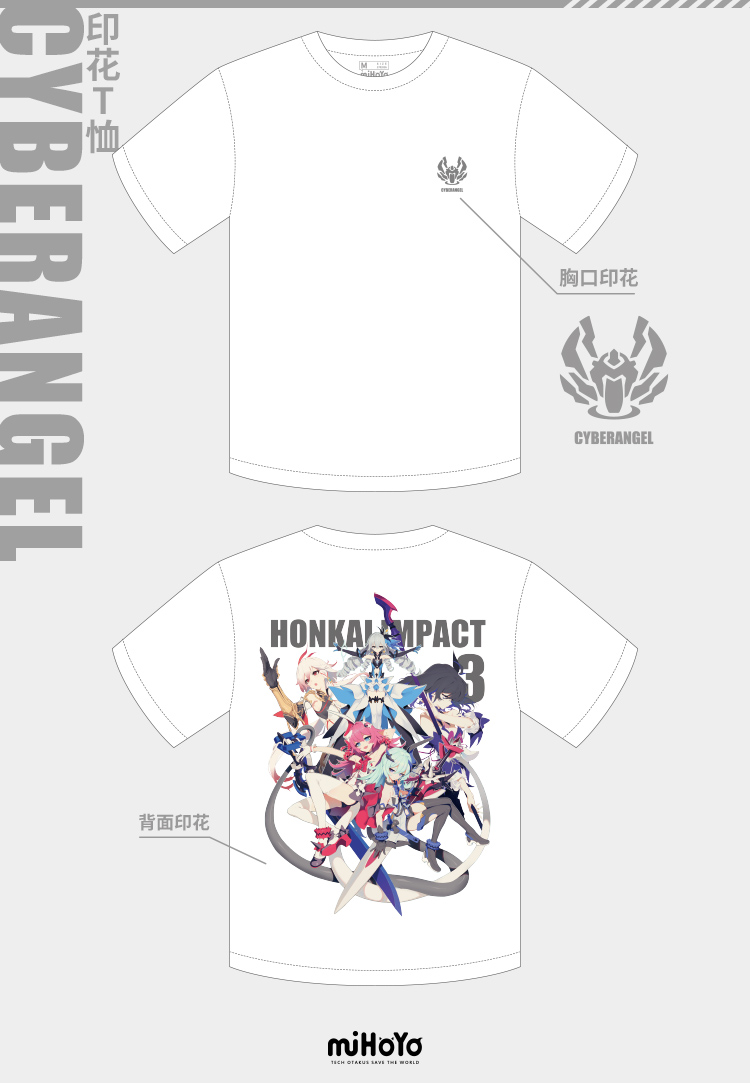 CYBERANGEL
印花T恤
M
miHoYo
CYBERANGEL
胸口印花
CYBERANGEL
HONKAI IMPACT
3
背面印花
miHoYo
TECH OTAKUS SAVE THE WORLD